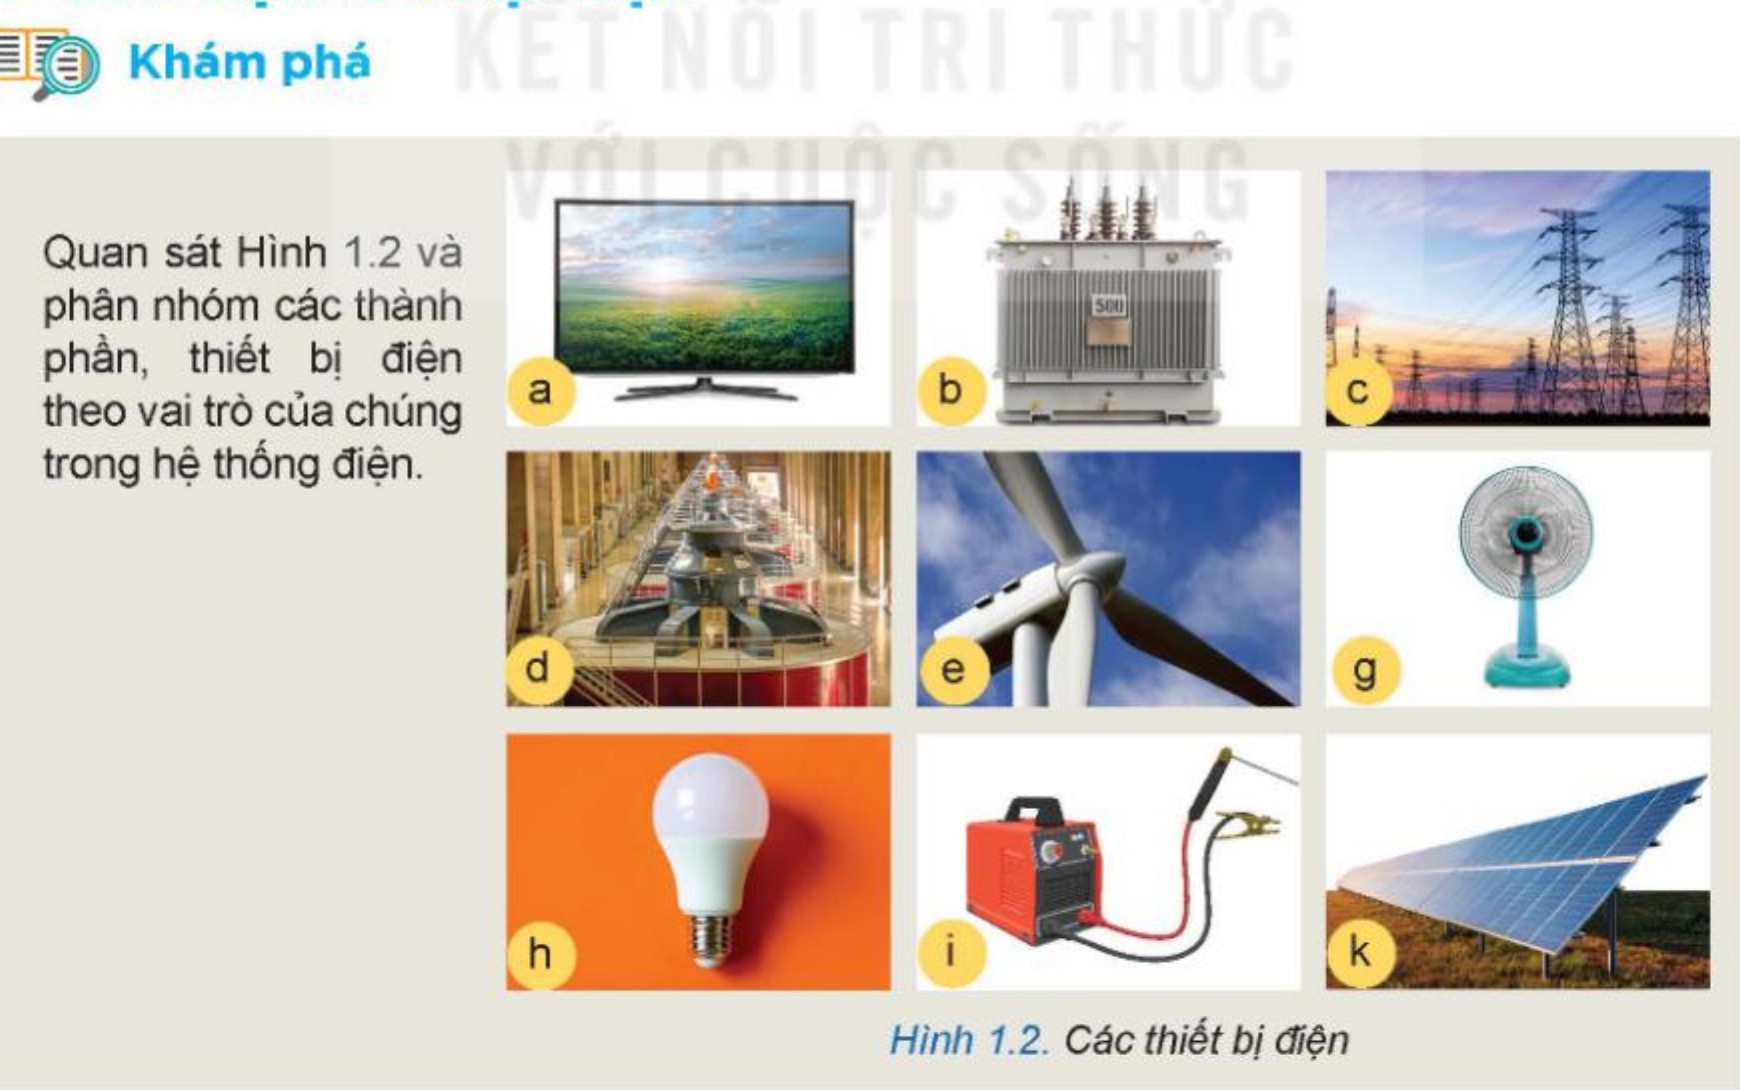 Khám phá
KẾT NỐI TRI THỨC
VỚI CUỘC SỐNG
Quan sát Hình 1.2 và
phân nhóm các thành
phần, thiết bị điện
theo vai trò của chúng
trong hệ thống điện.
500
a
b
c
d
e
g
h
i
k
Hình 1.2. Các thiết bị điện